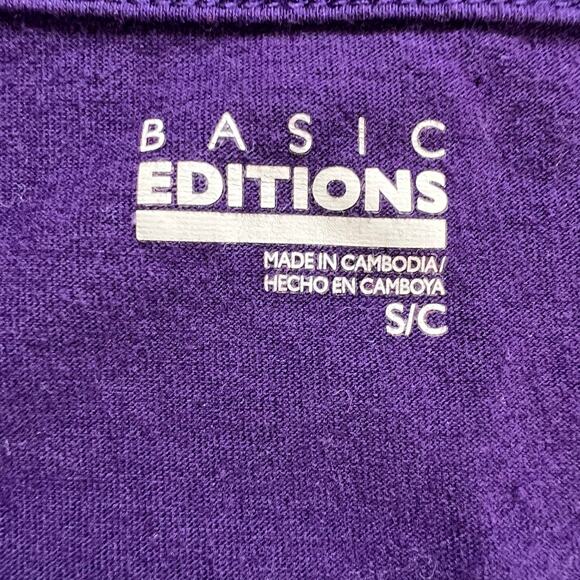 BASIC
EDITIONS
MADE IN CAMBODIA/
HECHO EN CAMBOYA
S/C